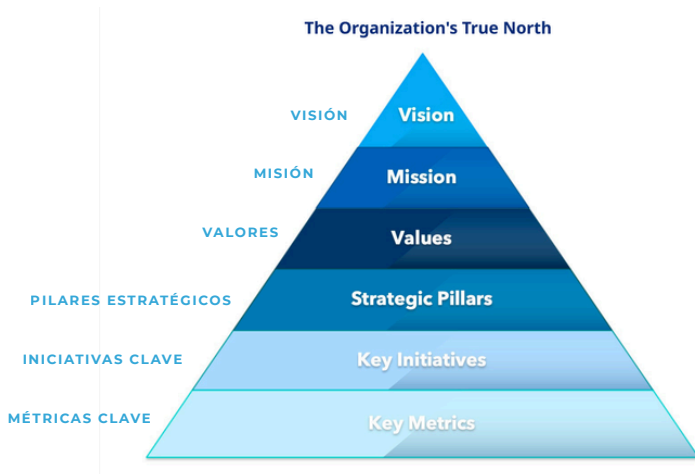 The Organization's True North
VISIÓN
Vision
MISIÓN
Mission
VALORES
Values
PILARES ESTRATÉGICOS
Strategic Pillars
INICIATIVAS CLAVE
Key Initiatives
MÉTRICAS CLAVE
Key Metrics